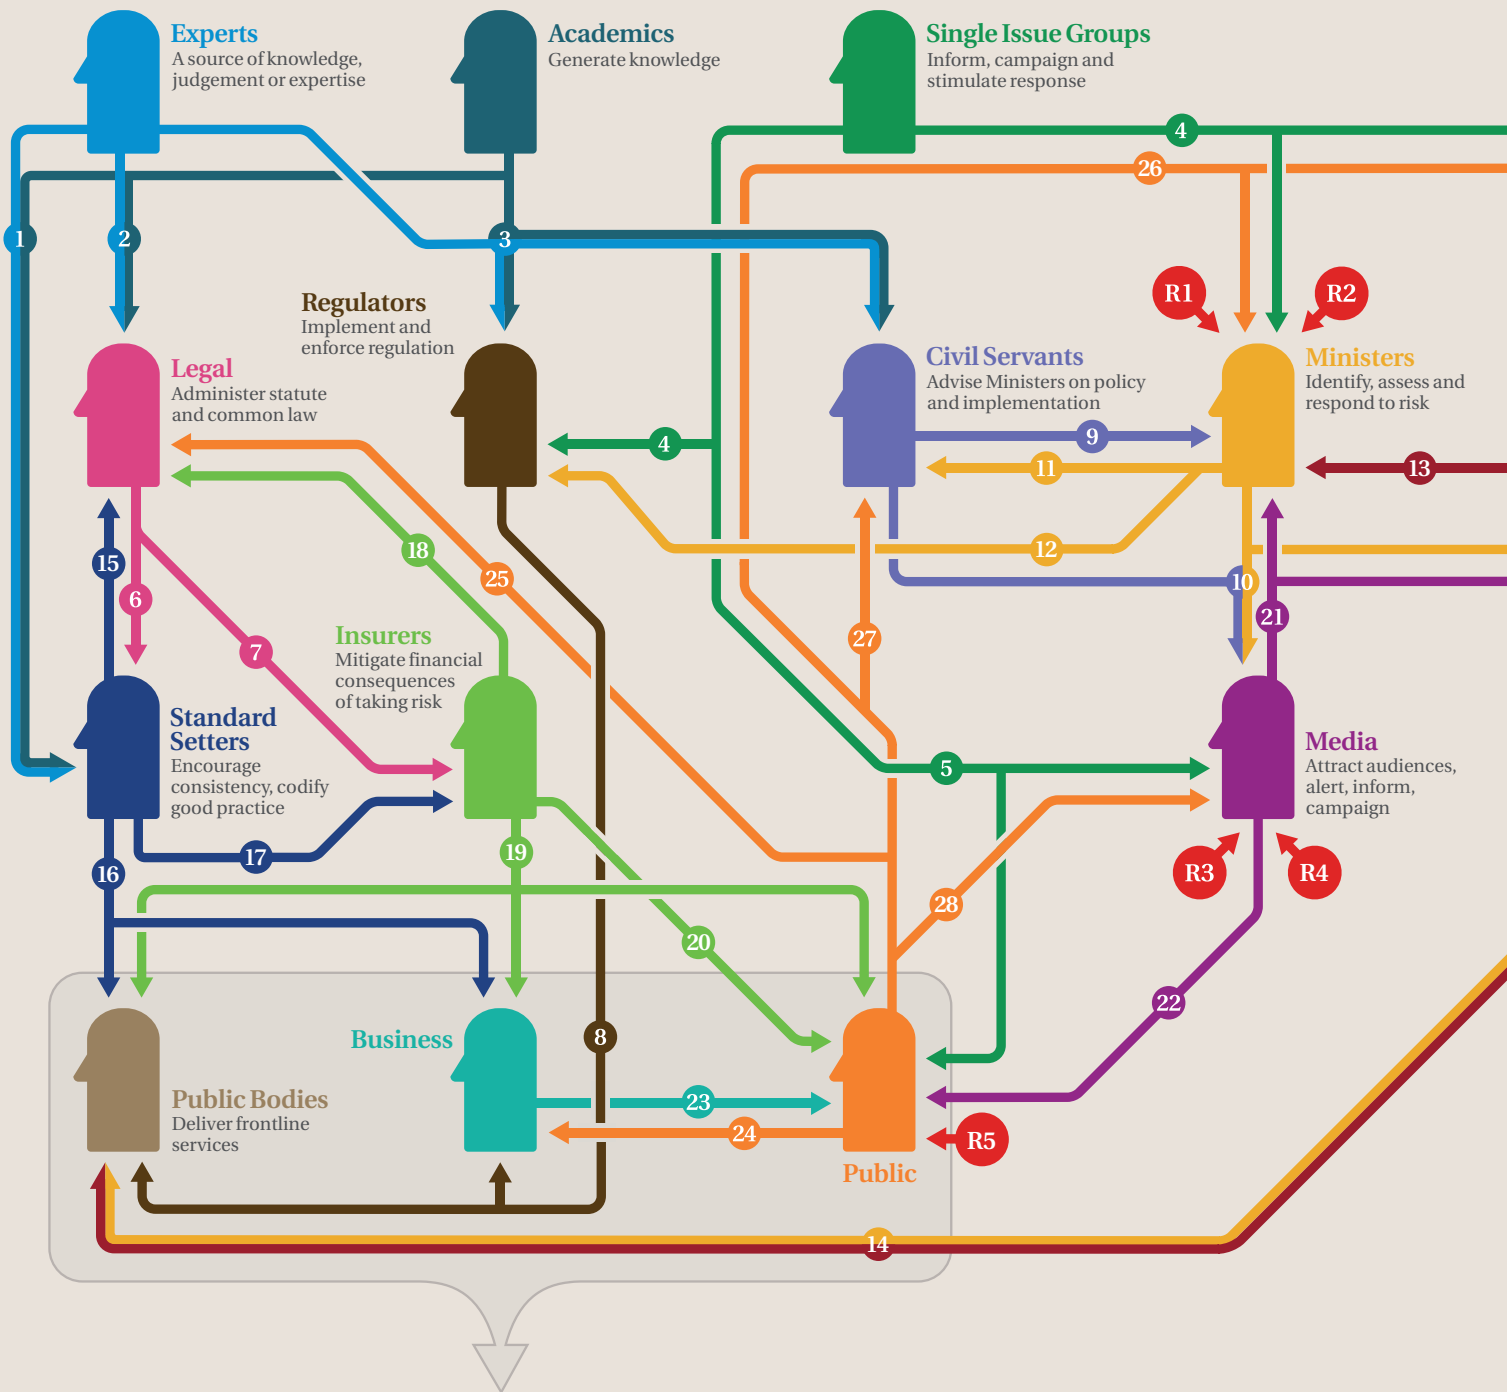 Experts
A source of knowledge,
judgement or expertise
Academics
Generate knowledge
Single Issue Groups
Inform, campaign and
stimulate response
4
26
1
2
3
R1
R2
Regulators
Implement and
enforce regulation
Legal
Administer statute
and common law
Civil Servants
Advise Ministers on policy
and implementation
Ministers
Identify, assess and
respond to risk
4
9
11
13
18
12
15
25
10
6
21
27
7
Insurers
Mitigate financial
consequences
of taking risk
Standard
Setters
Encourage
consistency, codify
good practice
5
Media
Attract audiences,
alert, inform,
campaign
17
19
16
R3
R4
28
20
22
8
Business
Public Bodies
Deliver frontline
services
23
24
R5
Public
14